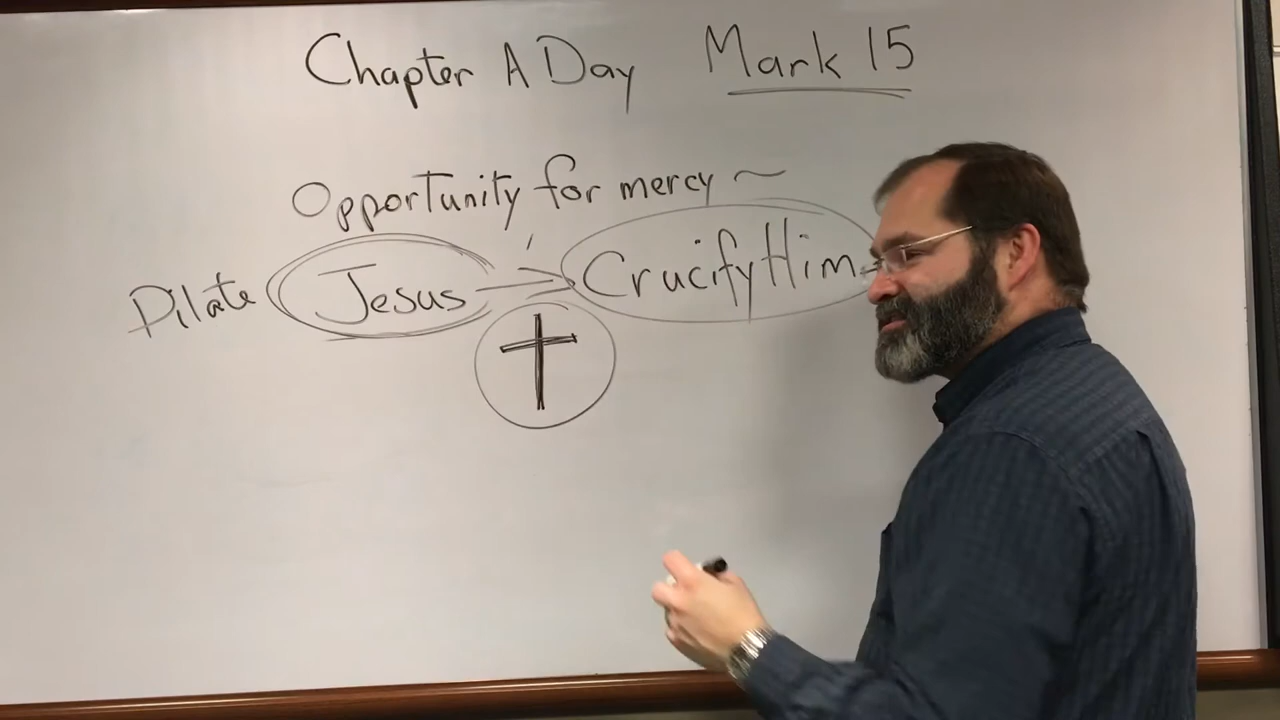 Chapter A Day Mark 15
Opportunity for mercy ~
Pilate Jesus => Crucify Him